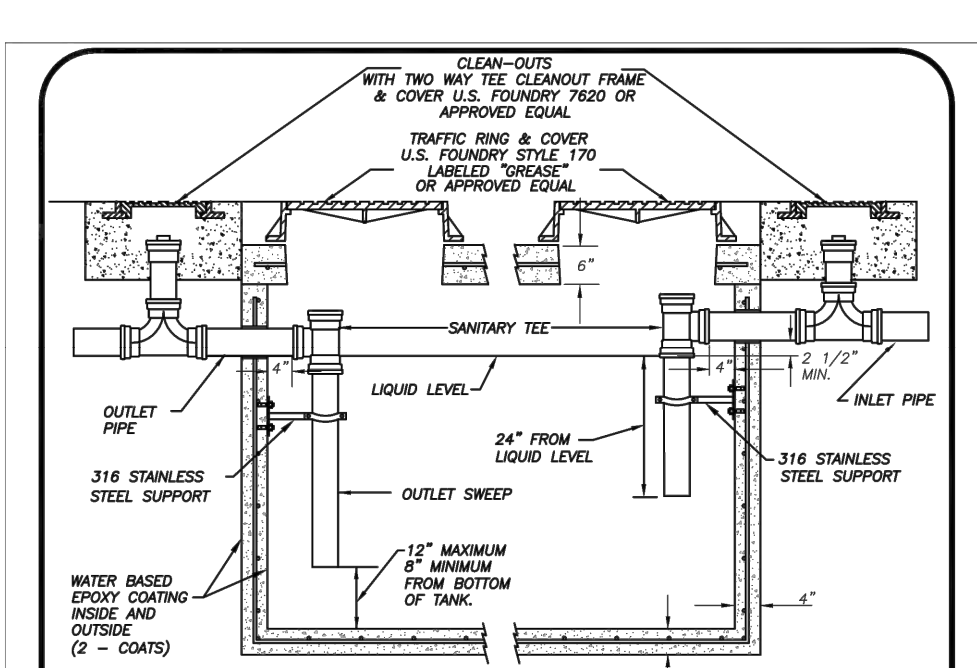 CLEAN-OUTS
WITH TWO WAY TEE CLEANOUT FRAME
& COVER U.S. FOUNDRY 7620 OR
APPROVED EQUAL
TRAFFIC RING & COVER
U.S. FOUNDRY STYLE 170
LABELED "GREASE"
OR APPROVED EQUAL
6"
SANITARY TEE
4"
LIQUID LEVEL
4"
2 1/2"
MIN.
INLET PIPE
OUTLET
PIPE
24" FROM
LIQUID LEVEL
316 STAINLESS
STEEL SUPPORT
316 STAINLESS
STEEL SUPPORT
OUTLET SWEEP
12" MAXIMUM
8" MINIMUM
FROM BOTTOM
OF TANK.
WATER BASED
EPOXY COATING
INSIDE AND
OUTSIDE
(2 - COATS)
4"